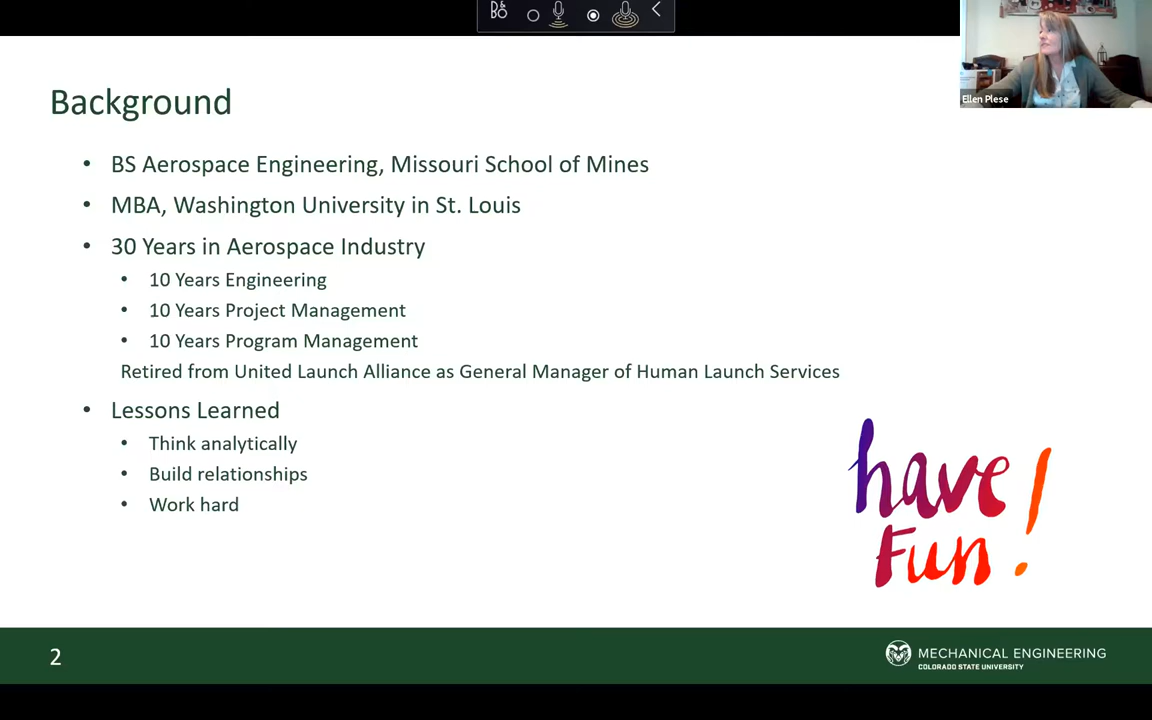 B&O
Ellen Plese
Background
• BS Aerospace Engineering, Missouri School of Mines
• MBA, Washington University in St. Louis
• 30 Years in Aerospace Industry
• 10 Years Engineering
• 10 Years Project Management
• 10 Years Program Management
Retired from United Launch Alliance as General Manager of Human Launch Services
• Lessons Learned
• Think analytically
• Build relationships
• Work hard
have
Fun!
2
MECHANICAL ENGINEERING
COLORADO STATE UNIVERSITY